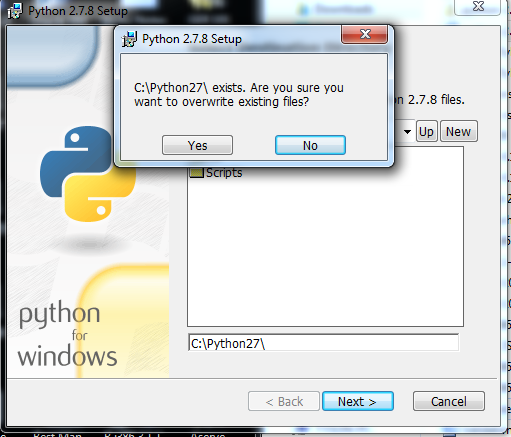 Python 2.7.8 Setup
Python 2.7.8 Setup
C:\Python27\ exists. Are you sure you
want to overwrite existing files?
Yes
No
2.7.8 files.
Up
New
Scripts
C:\Python27\
python
for
windows
< Back
Next >
Cancel